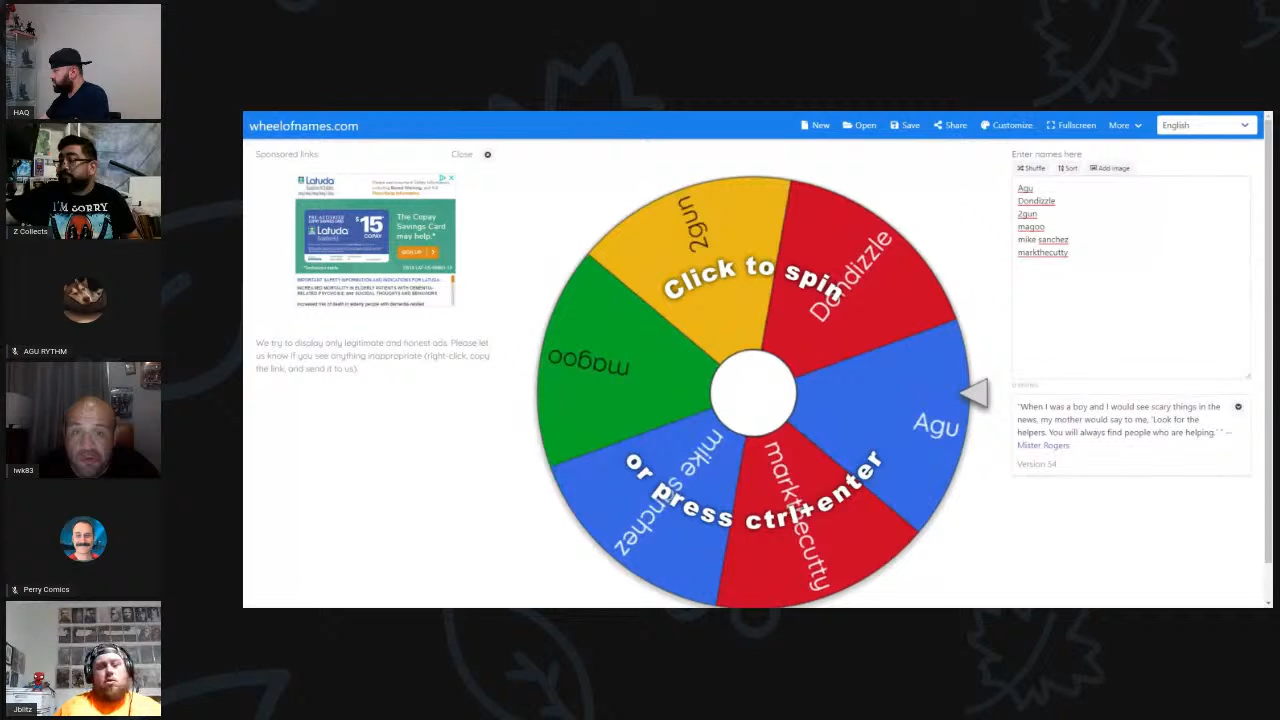 HAQ
Z Collects
I'M SORRY
AGU RYTHM
lwk83
Perry Comics
Jblitz
wheelofnames.com
New
Open
Save
Share
Customize
Fullscreen
More
English
Sponsored links
Close
Latuda
$15
COPAY
Latuda
The Copay
Savings Card
may help.*
SIGN UP
We try to display only legitimate and honest ads. Please let
us know if you see anything inappropriate (right-click, copy
the link, and send it to us).
2gun
Dondizzle
Click to spin
magoo
Agu
mike sanchez
markthecutty
or press ctrl+enter
Enter names here
Shuffle
Sort
Add image
Agu
Dondizzle
2gun
magoo
mike sanchez
markthecutty
"When I was a boy and I would see scary things in the
news, my mother would say to me, 'Look for the
helpers. You will always find people who are helping.' " —
Mister Rogers
Version 54